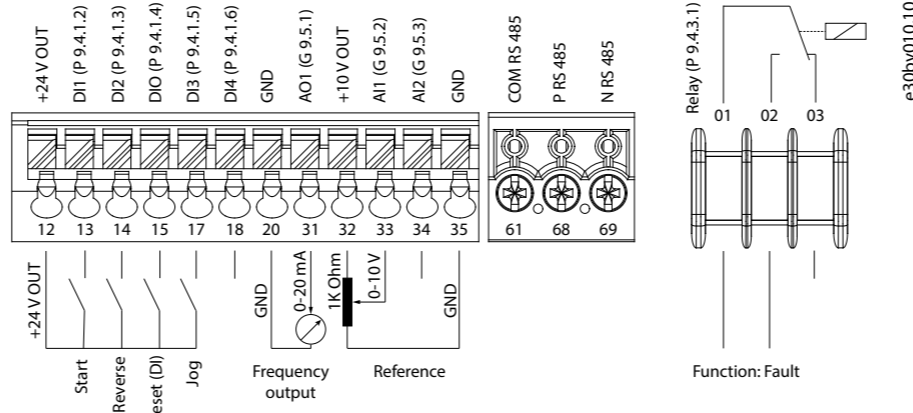 +24 V OUT
DI1 (P 9.4.1.2)
DI2 (P 9.4.1.3)
DIO (P 9.4.1.4)
DI3 (P 9.4.1.5)
DI4 (P 9.4.1.6)
GND
AO1 (G 9.5.1)
+10 V OUT
AI1 (G 9.5.2)
AI2 (G 9.5.3)
GND
COM RS 485
P RS 485
N RS 485
Relay (P 9.4.3.1)
01
02
03
12
13
14
15
17
18
20
31
32
33
34
35
61
68
69
+24 V OUT
GND
0-20 mA
1K Ohm
0-10 V
GND
Start
Reverse
eset (DI)
Jog
Frequency
output
Reference
Function: Fault